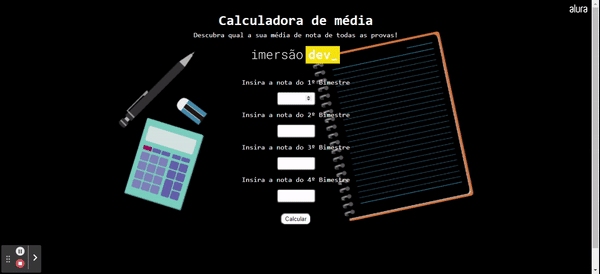 alura
Calculadora de média
Descubra qual a sua média de nota de todas as provas!
imersão dev_
Insira a nota do 1º Bimestre
Insira a nota do 2º Bimestre
Insira a nota do 3º Bimestre
Insira a nota do 4º Bimestre
Calcular